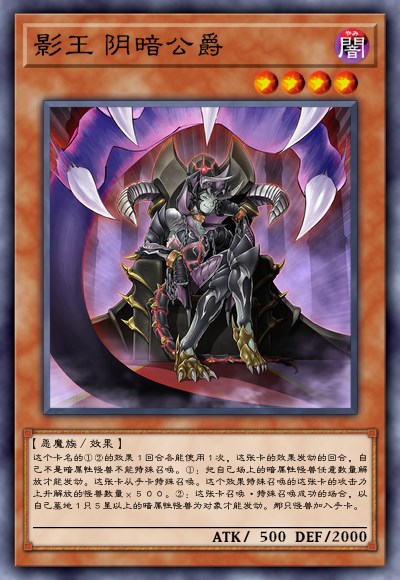 影王 阴暗公爵
やみ
闇
【恶魔族/效果】
这个卡名的①②的效果1回合各能使用1次,这张卡的效果发动的回合,自
己不是暗属性怪兽不能特殊召唤。①:把自己场上的暗属性怪兽任意数量解
放才能发动。这张卡从手卡特殊召唤。这个效果特殊召唤的这张卡的攻击力
上升解放的怪兽数量×500。②:这张卡召唤·特殊召唤成功的场合,以
自己墓地1只5星以上的暗属性怪兽为对象才能发动。那只怪兽加入手卡。
ATK/ 500 DEF/2000